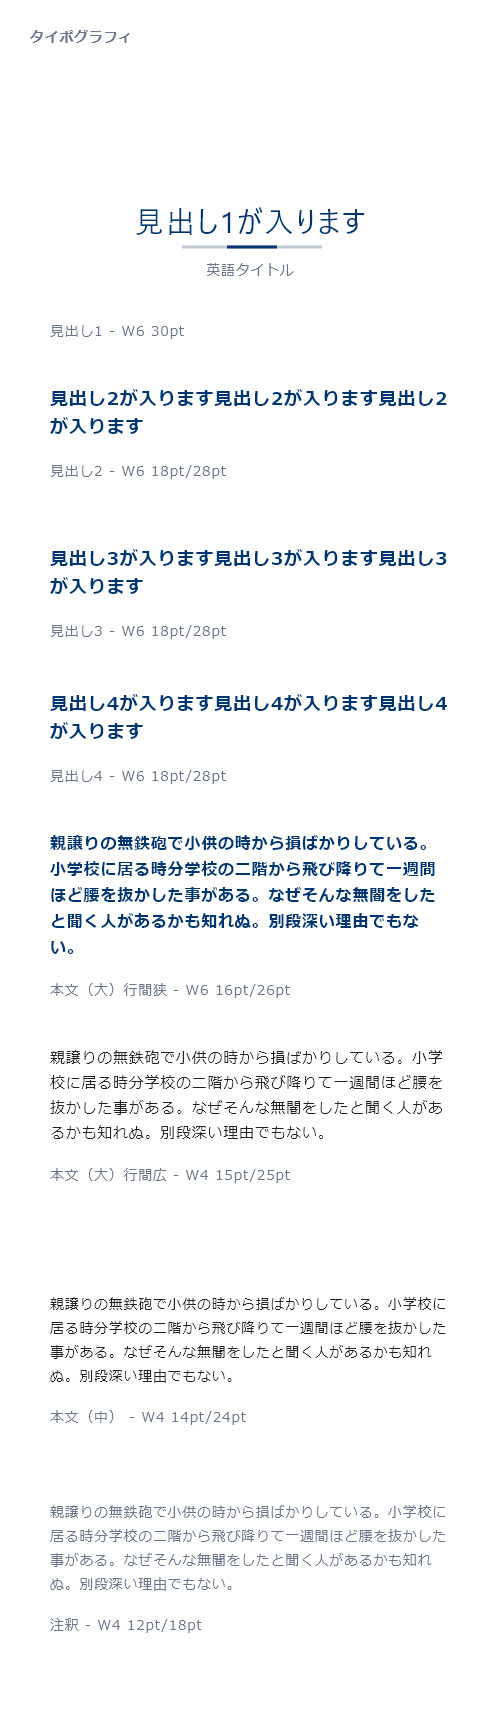 タイポグラフィ
見出し1が入ります
英語タイトル
見出し1 - W6 30pt
見出し2が入ります見出し2が入ります見出し2
が入ります
見出し2 - W6 18pt/28pt
見出し3が入ります見出し3が入ります見出し3
が入ります
見出し3 - W6 18pt/28pt
見出し4が入ります見出し4が入ります見出し4
が入ります
見出し4 - W6 18pt/28pt
親譲りの無鉄砲で小供の時から損ばかりしている。
小学校に居る時分学校の二階から飛び降りて一週間
ほど腰を抜かした事がある。なぜそんな無闇をした
と聞く人があるかも知れぬ。別段深い理由でもな
い。
本文（大）行間狭 - W6 16pt/26pt
親譲りの無鉄砲で小供の時から損ばかりしている。小学
校に居る時分学校の二階から飛び降りて一週間ほど腰を
抜かした事がある。なぜそんな無闇をしたと聞く人があ
るかも知れぬ。別段深い理由でもない。
本文（大）行間広 - W4 15pt/25pt
親譲りの無鉄砲で小供の時から損ばかりしている。小学校に
居る時分学校の二階から飛び降りて一週間ほど腰を抜かした
事がある。なぜそんな無闇をしたと聞く人があるかも知れ
ぬ。別段深い理由でもない。
本文（中） - W4 14pt/24pt
親譲りの無鉄砲で小供の時から損ばかりしている。小学校に
居る時分学校の二階から飛び降りて一週間ほど腰を抜かした
事がある。なぜそんな無闇をしたと聞く人があるかも知れ
ぬ。別段深い理由でもない。
注釈 - W4 12pt/18pt